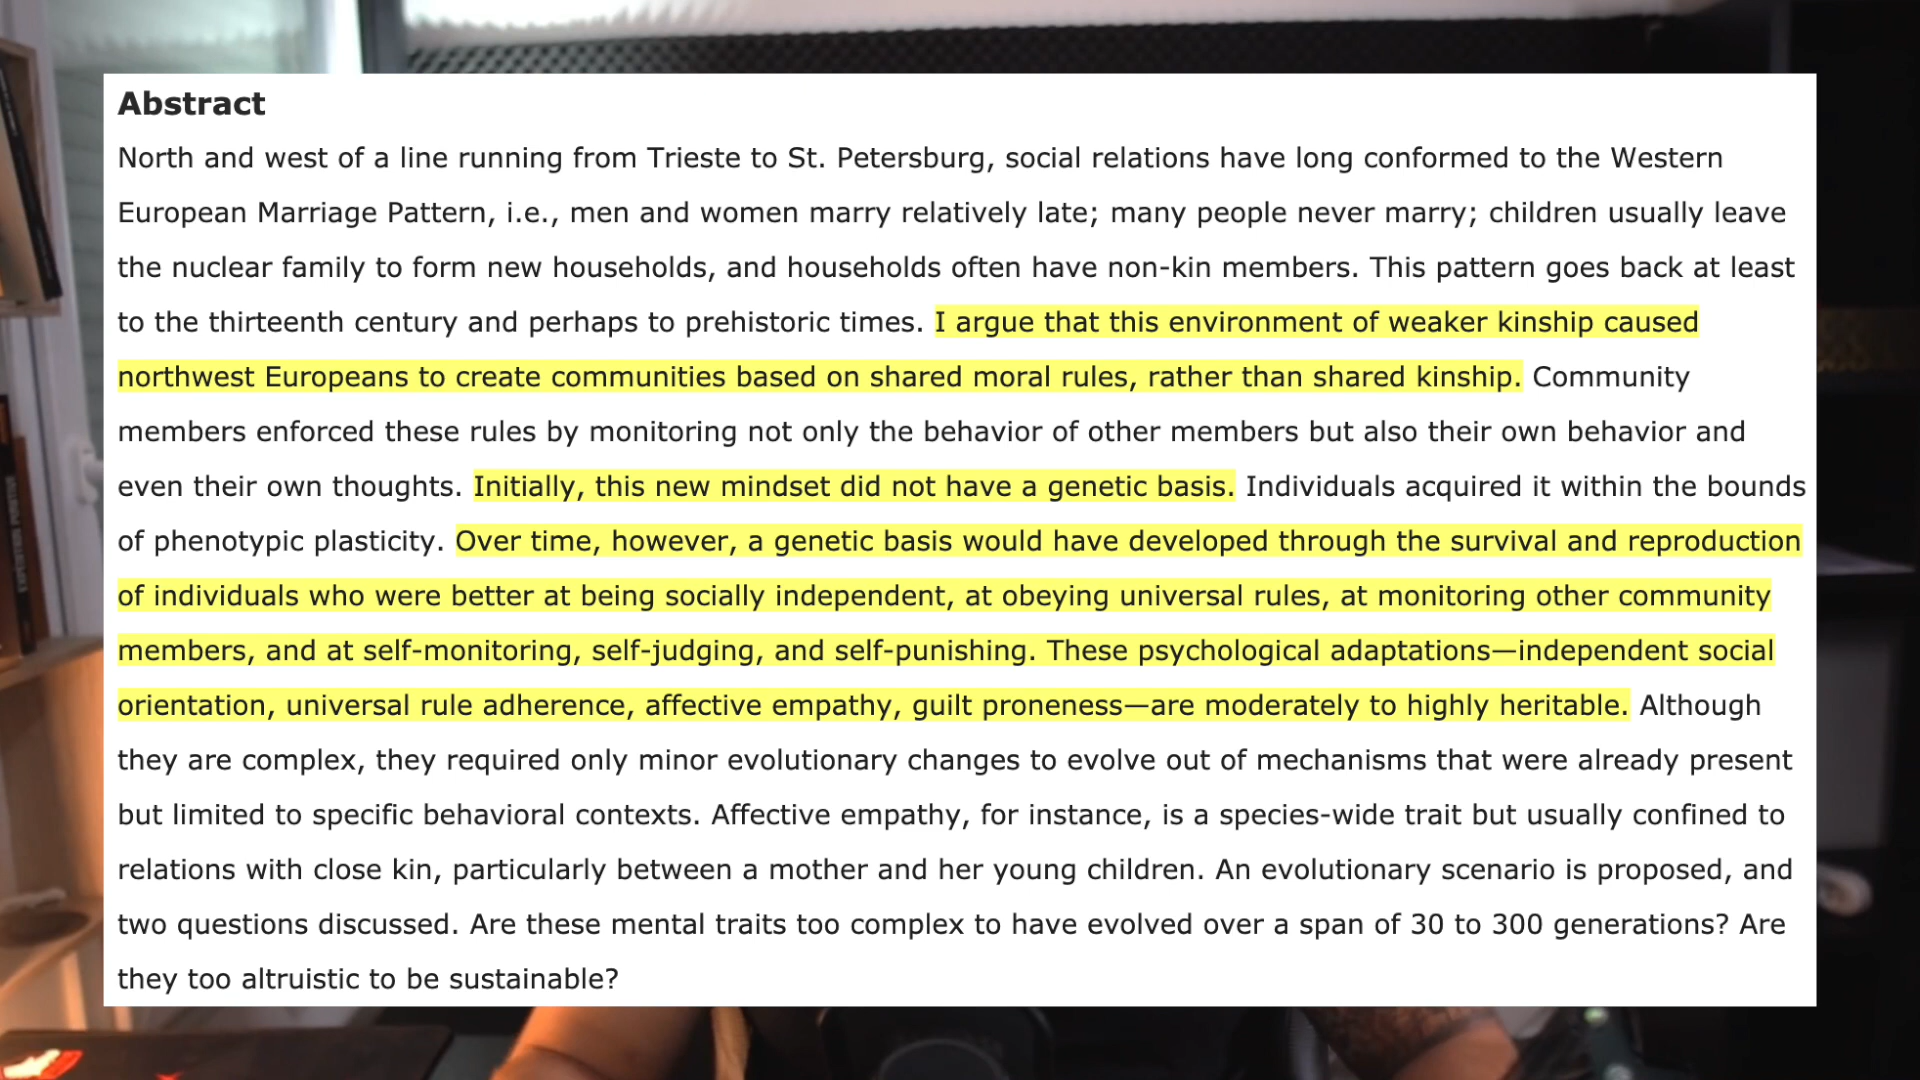 Abstract
North and west of a line running from Trieste to St. Petersburg, social relations have long conformed to the Western
European Marriage Pattern, i.e., men and women marry relatively late; many people never marry; children usually leave
the nuclear family to form new households, and households often have non-kin members. This pattern goes back at least
to the thirteenth century and perhaps to prehistoric times. I argue that this environment of weaker kinship caused
northwest Europeans to create communities based on shared moral rules, rather than shared kinship. Community
members enforced these rules by monitoring not only the behavior of other members but also their own behavior and
even their own thoughts. Initially, this new mindset did not have a genetic basis. Individuals acquired it within the bounds
of phenotypic plasticity. Over time, however, a genetic basis would have developed through the survival and reproduction
of individuals who were better at being socially independent, at obeying universal rules, at monitoring other community
members, and at self-monitoring, self-judging, and self-punishing. These psychological adaptations—independent social
orientation, universal rule adherence, affective empathy, guilt proneness—are moderately to highly heritable. Although
they are complex, they required only minor evolutionary changes to evolve out of mechanisms that were already present
but limited to specific behavioral contexts. Affective empathy, for instance, is a species-wide trait but usually confined to
relations with close kin, particularly between a mother and her young children. An evolutionary scenario is proposed, and
two questions discussed. Are these mental traits too complex to have evolved over a span of 30 to 300 generations? Are
they too altruistic to be sustainable?